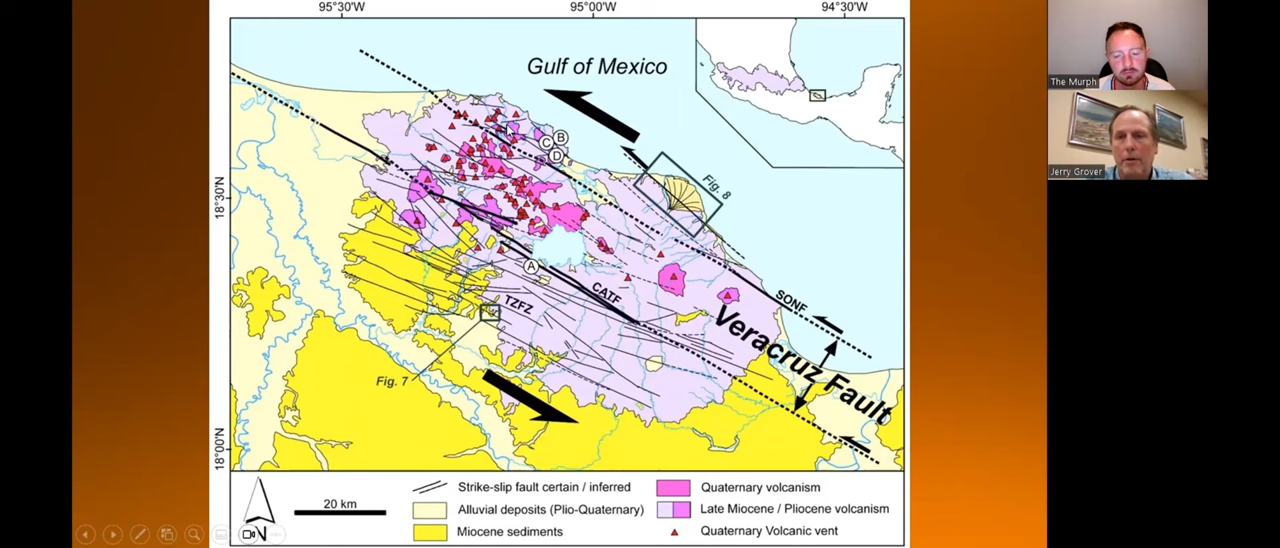 95°30'W
95°00'W
94°30'W
Gulf of Mexico
The Murph
Jerry Grover
C
B
D
Fig. 8
18°30'N
A
CATF
TZFZ
SONF
Veracruz Fault
Fig. 7
18°00'N
N
20 km
Strike-slip fault certain / inferred
Alluvial deposits (Plio-Quaternary)
Miocene sediments
Quaternary volcanism
Late Miocene / Pliocene volcanism
Quaternary Volcanic vent